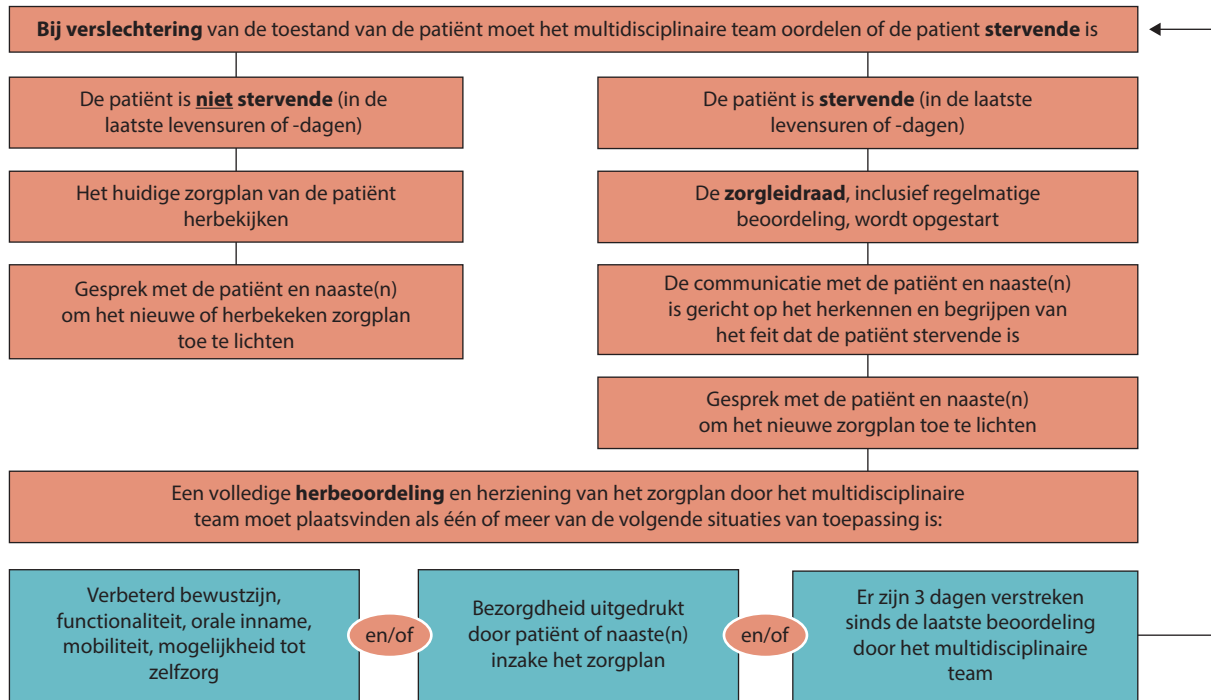 Bij verslechtering van de toestand van de patiënt moet het multidisciplinaire team oordelen of de patient stervende is
De patiënt is niet stervende (in de
laatste levensuren of -dagen)
Het huidige zorgplan van de patiënt
herbekijken
Gesprek met de patiënt en naaste(n)
om het nieuwe of herbekeken zorgplan
toe te lichten
De patiënt is stervende (in de laatste
levensuren of -dagen)
De zorgleidraad, inclusief regelmatige
beoordeling, wordt opgestart
De communicatie met de patiënt en naaste(n)
is gericht op het herkennen en begrijpen van
het feit dat de patiënt stervende is
Gesprek met de patiënt en naaste(n)
om het nieuwe zorgplan toe te lichten
Een volledige herbeoordeling en herziening van het zorgplan door het multidisciplinaire
team moet plaatsvinden als één of meer van de volgende situaties van toepassing is:
Verbeterd bewustzijn,
functionaliteit, orale inname,
mobiliteit, mogelijkheid tot
zelfzorg
en/of
Bezorgdheid uitgedrukt
door patiënt of naaste(n)
inzake het zorgplan
en/of
Er zijn 3 dagen verstreken
sinds de laatste beoordeling
door het multidisciplinaire
team